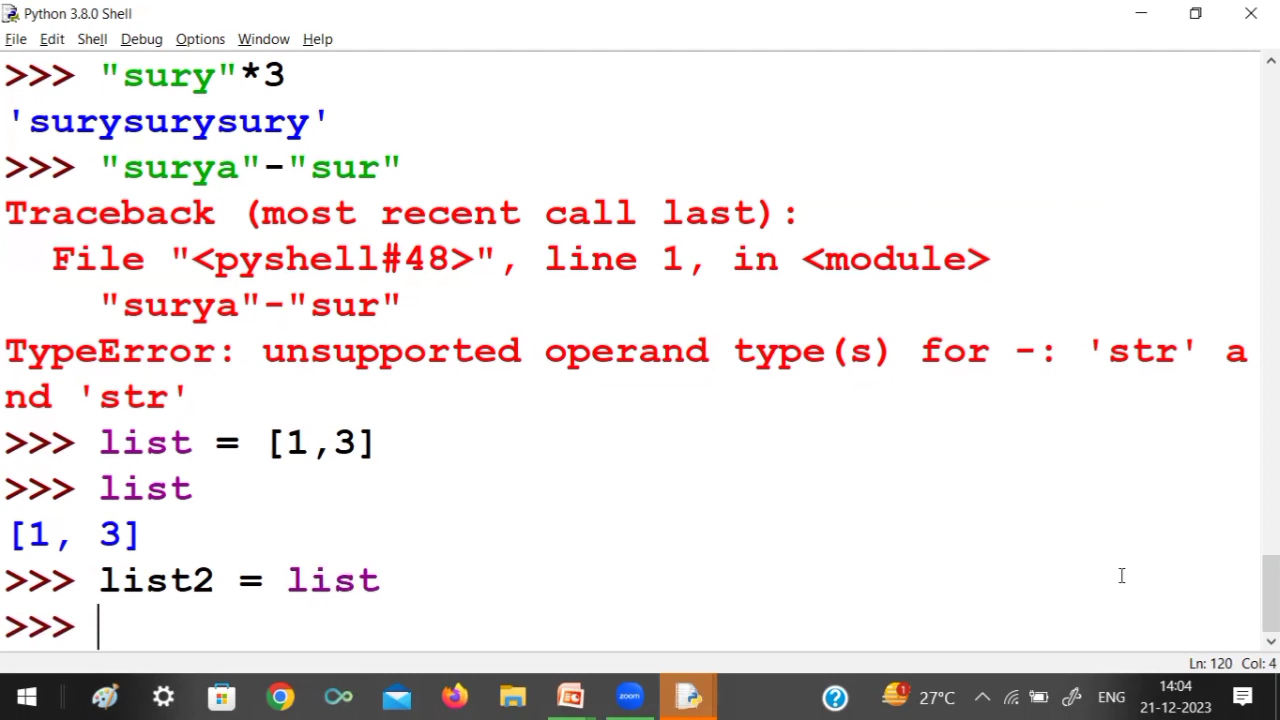 Python 3.8.0 Shell
File Edit Shell Debug Options Window Help
>>> "sury"*3
'surysurysury'
>>> "surya"-"sur"
Traceback (most recent call last):
  File "<pyshell#48>", line 1, in <module>
    "surya"-"sur"
TypeError: unsupported operand type(s) for -: 'str' a
nd 'str'
>>> list = [1,3]
>>> list
[1, 3]
>>> list2 = list
>>>
Ln: 120 Col: 4
zoom
1
27°C
ENG
14:04
21-12-2023